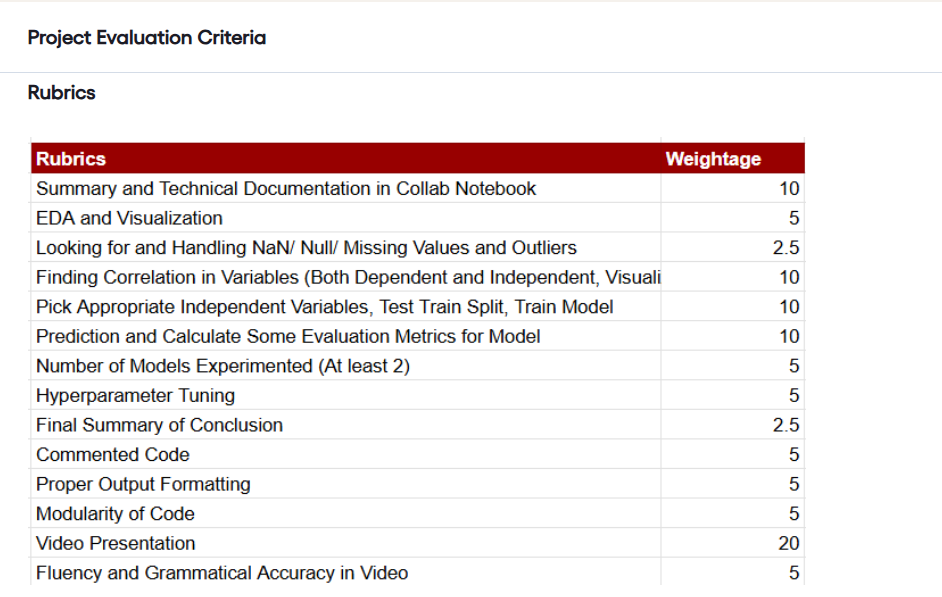 Project Evaluation Criteria
Rubrics
Rubrics Weightage
Summary and Technical Documentation in Collab Notebook 10
EDA and Visualization 5
Looking for and Handling NaN/ Null/ Missing Values and Outliers 2.5
Finding Correlation in Variables (Both Dependent and Independent, Visuali 10
Pick Appropriate Independent Variables, Test Train Split, Train Model 10
Prediction and Calculate Some Evaluation Metrics for Model 10
Number of Models Experimented (At least 2) 5
Hyperparameter Tuning 5
Final Summary of Conclusion 2.5
Commented Code 5
Proper Output Formatting 5
Modularity of Code 5
Video Presentation 20
Fluency and Grammatical Accuracy in Video 5